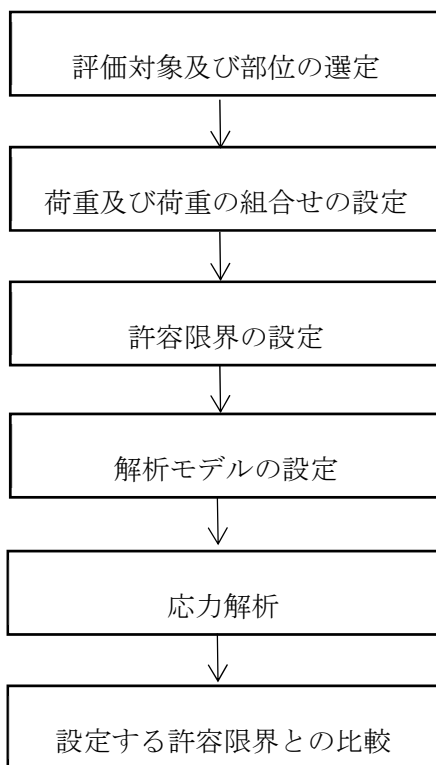 評価対象及び部位の選定
荷重及び荷重の組合せの設定
許容限界の設定
解析モデルの設定
応力解析
設定する許容限界との比較